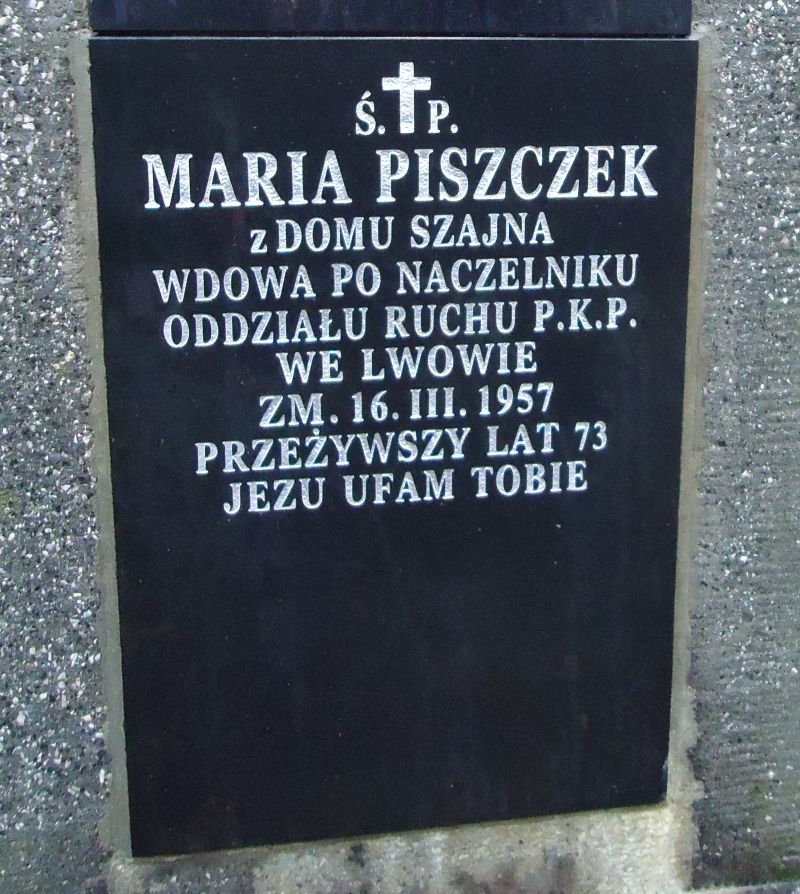 Ś. P.
MARIA PISZCZEK
z DOMU SZAJNA
WDOWA PO NACZELNIKU
ODDZIAŁU RUCHU P.K.P.
WE LWOWIE
ZM. 16. III. 1957
PRZEŻYWSZY LAT 73
JEZU UFAM TOBIE